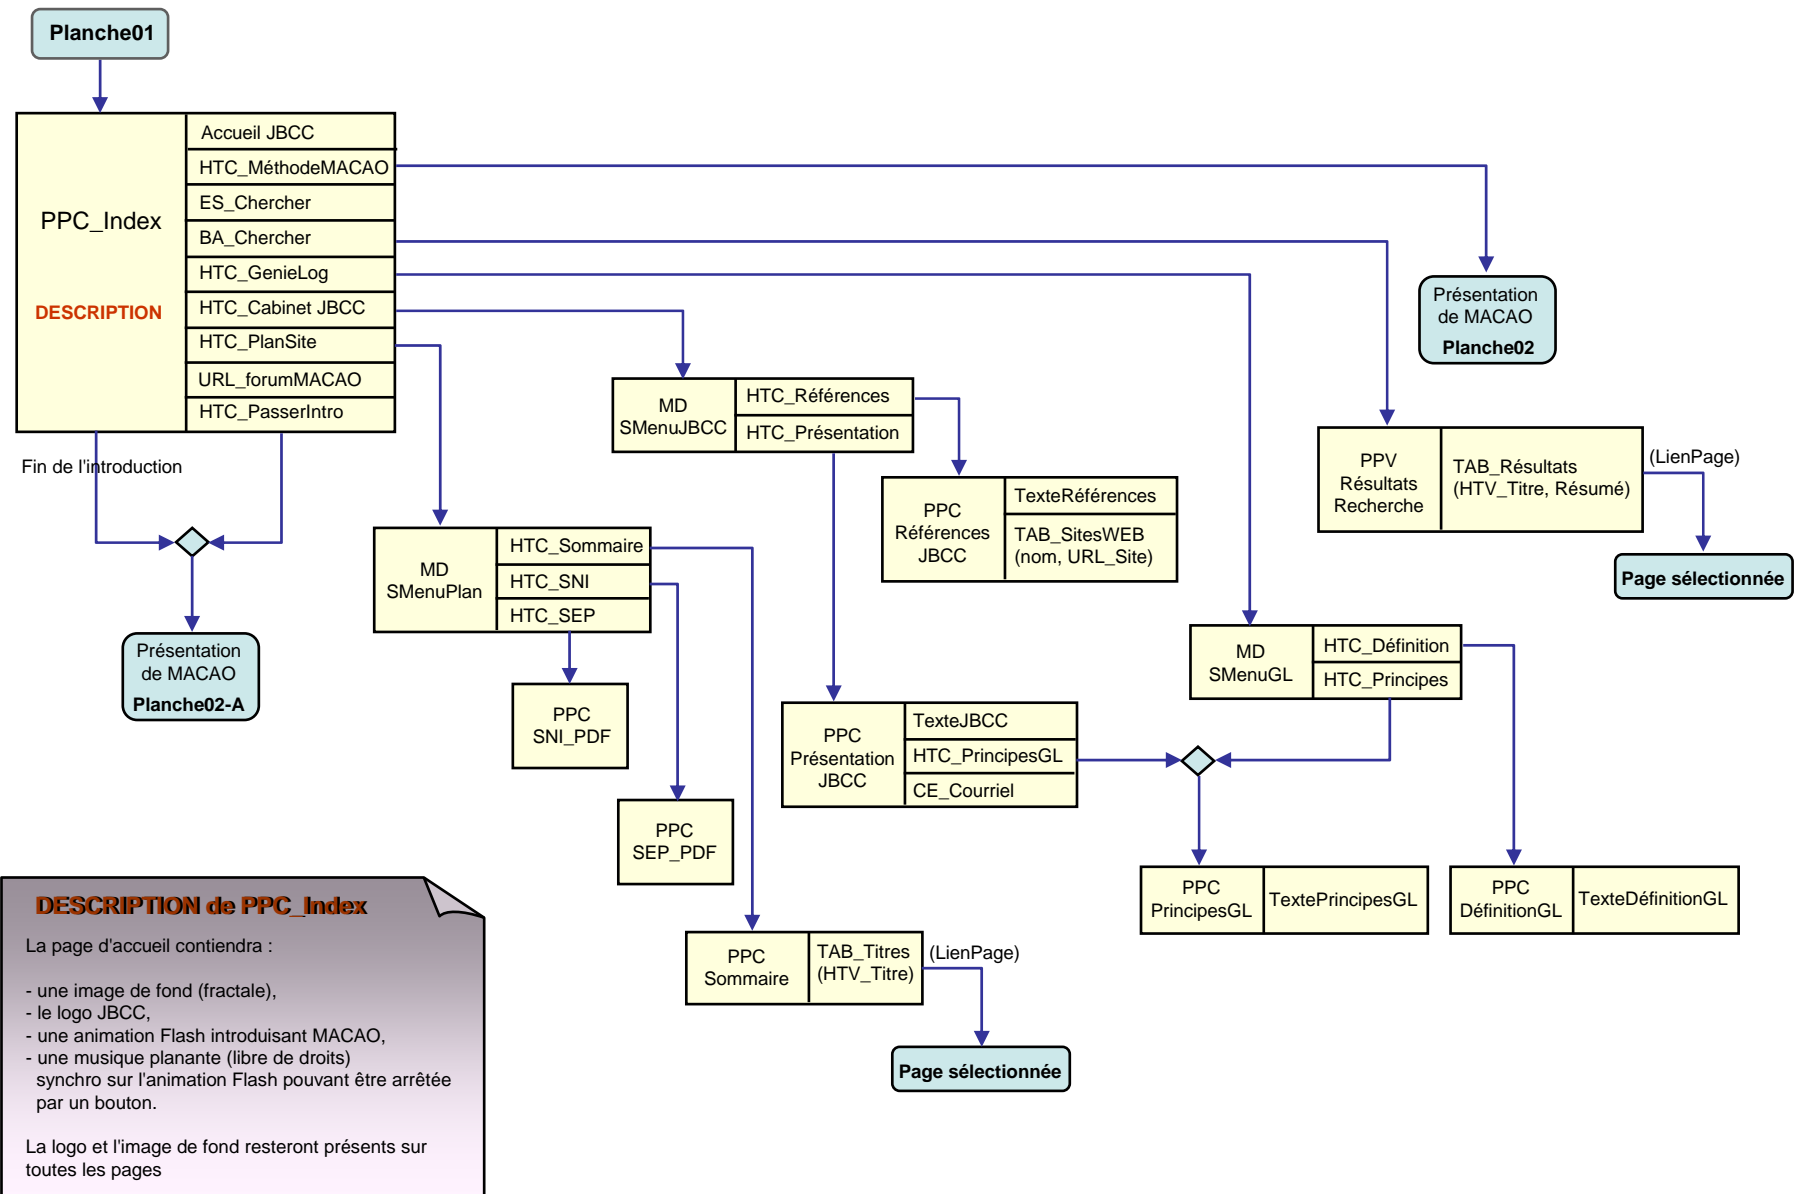 Planche01
PPC_Index
DESCRIPTION
Accueil JBCC
HTC_MéthodeMACAO
ES_Chercher
BA_Chercher
HTC_GenieLog
HTC_Cabinet JBCC
HTC_PlanSite
URL_forumMACAO
HTC_PasserIntro
Fin de l'introduction
Présentation
de MACAO
Planche02-A
Présentation
de MACAO
Planche02
MD
SMenuJBCC
HTC_Références
HTC_Présentation
PPV
Résultats
Recherche
TAB_Résultats
(HTV_Titre, Résumé)
(LienPage)
Page sélectionnée
PPC
Références
JBCC
TexteRéférences
TAB_SitesWEB
(nom, URL_Site)
MD
SMenuPlan
HTC_Sommaire
HTC_SNI
HTC_SEP
MD
SMenuGL
HTC_Définition
HTC_Principes
PPC
SNI_PDF
PPC
Présentation
JBCC
TexteJBCC
HTC_PrincipesGL
CE_Courriel
PPC
SEP_PDF
PPC
PrincipesGL
TextePrincipesGL
PPC
DéfinitionGL
TexteDéfinitionGL
PPC
Sommaire
TAB_Titres
(HTV_Titre)
(LienPage)
Page sélectionnée
DESCRIPTION de PPC_Index
La page d'accueil contiendra :
- une image de fond (fractale),
- le logo JBCC,
- une animation Flash introduisant MACAO,
- une musique planante (libre de droits)
synchro sur l'animation Flash pouvant être arrêtée
par un bouton.
La logo et l'image de fond resteront présents sur
toutes les pages